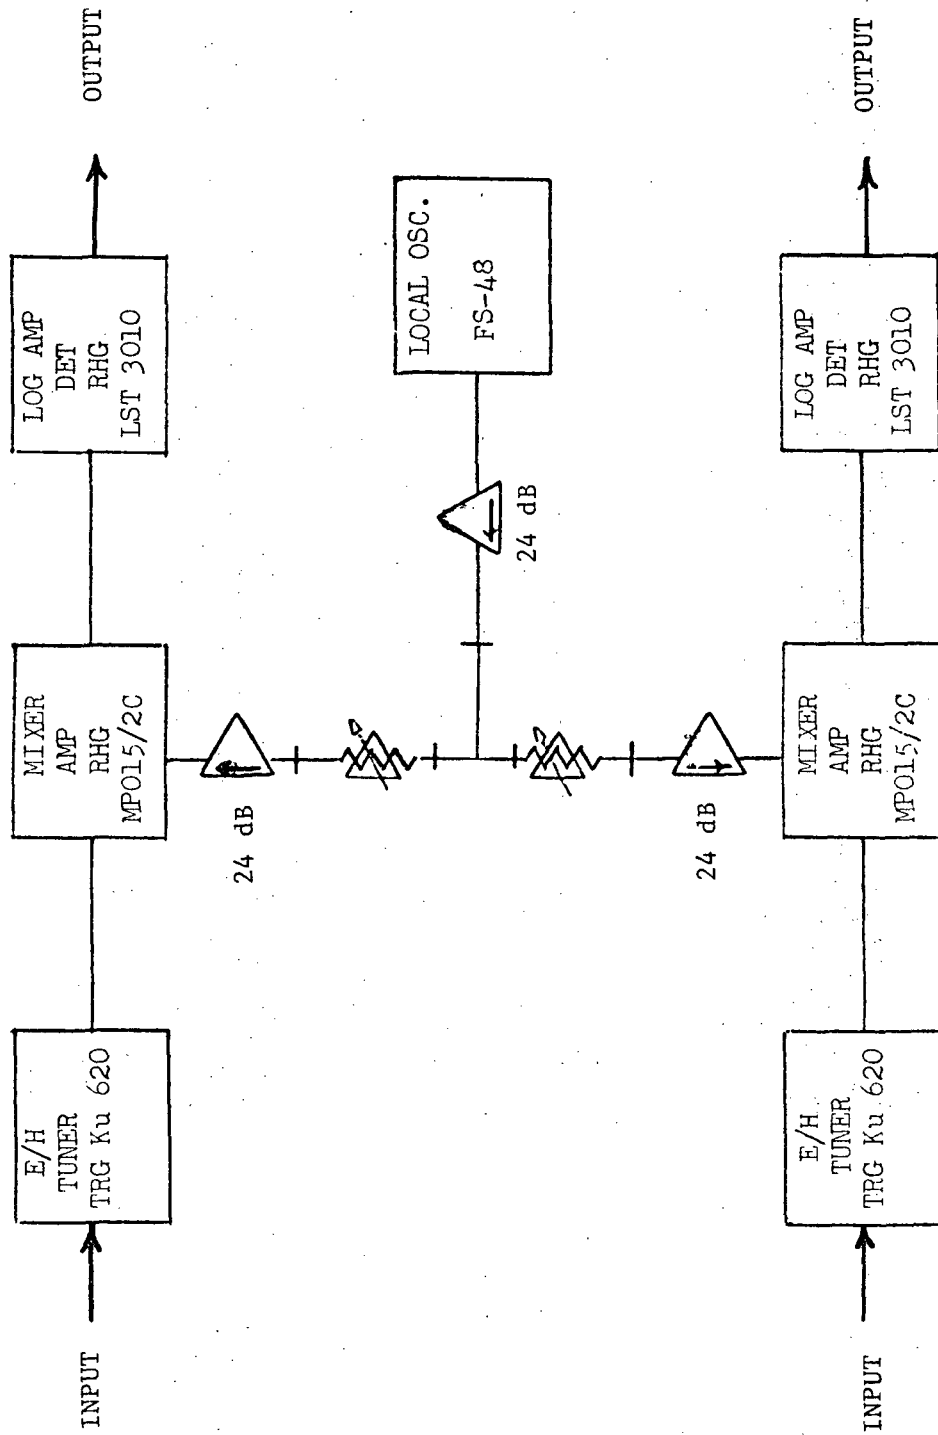 INPUT
E/H
TUNER
TRG Ku 620
MIXER
AMP
RHG
MP015/2C
LOG AMP
DET
RHG
LST 3010
OUTPUT
24 dB
24 dB
LOCAL OSC.
FS-48
24 dB
INPUT
E/H
TUNER
TRG Ku 620
MIXER
AMP
RHG
MP015/2C
LOG AMP
DET
RHG
LST 3010
OUTPUT